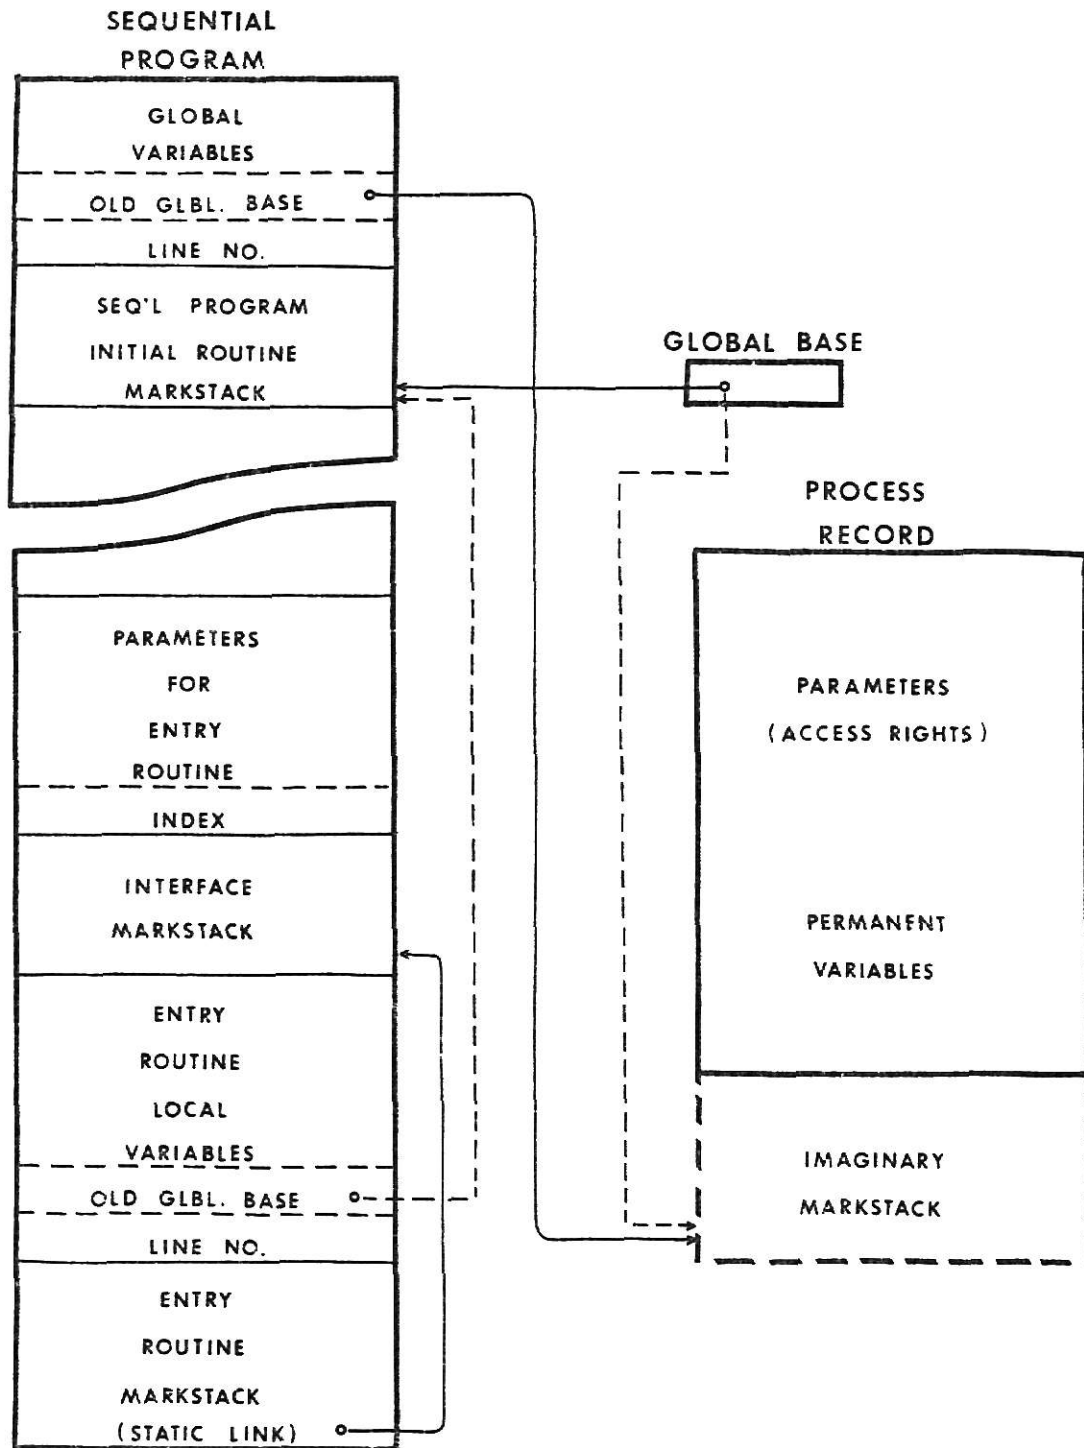 SEQUENTIAL
PROGRAM
GLOBAL
VARIABLES
OLD GLBL. BASE
LINE NO.
SEQ'L PROGRAM
INITIAL ROUTINE
MARKSTACK
GLOBAL BASE
PROCESS
RECORD
PARAMETERS
FOR
ENTRY
ROUTINE
INDEX
INTERFACE
MARKSTACK
ENTRY
ROUTINE
LOCAL
VARIABLES
OLD GLBL. BASE
LINE NO.
ENTRY
ROUTINE
MARKSTACK
(STATIC LINK)
PARAMETERS
(ACCESS RIGHTS)
PERMANENT
VARIABLES
IMAGINARY
MARKSTACK